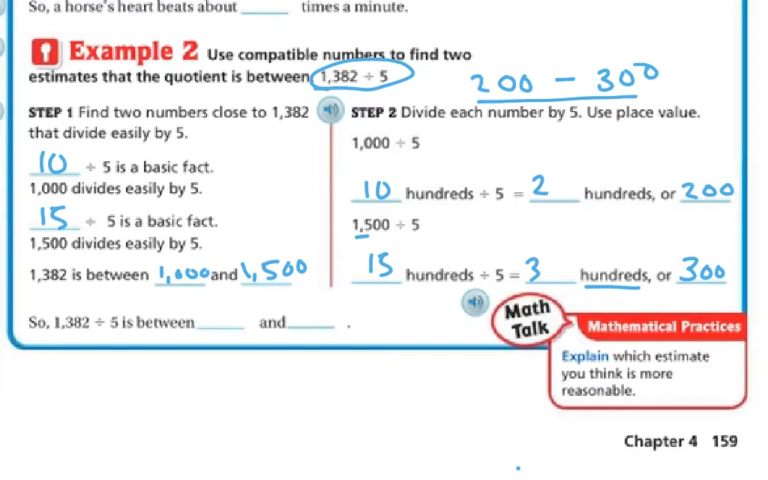 So, a horse's heart beats about ______ times a minute.
Example 2 Use compatible numbers to find two
estimates that the quotient is between 1,382 ÷ 5
200 - 300
STEP 1 Find two numbers close to 1,382
that divide easily by 5.
10 ÷ 5 is a basic fact.
1,000 divides easily by 5.
15 ÷ 5 is a basic fact.
1,500 divides easily by 5.
1,382 is between 1,000 and 1,500
STEP 2 Divide each number by 5. Use place value.
1,000 ÷ 5
10 hundreds ÷ 5 = 2 hundreds, or 200
1,500 ÷ 5
15 hundreds ÷ 5 = 3 hundreds, or 300
So, 1,382 ÷ 5 is between ______ and ______ .
Math
Talk
Mathematical Practices
Explain which estimate
you think is more
reasonable.
Chapter 4 159